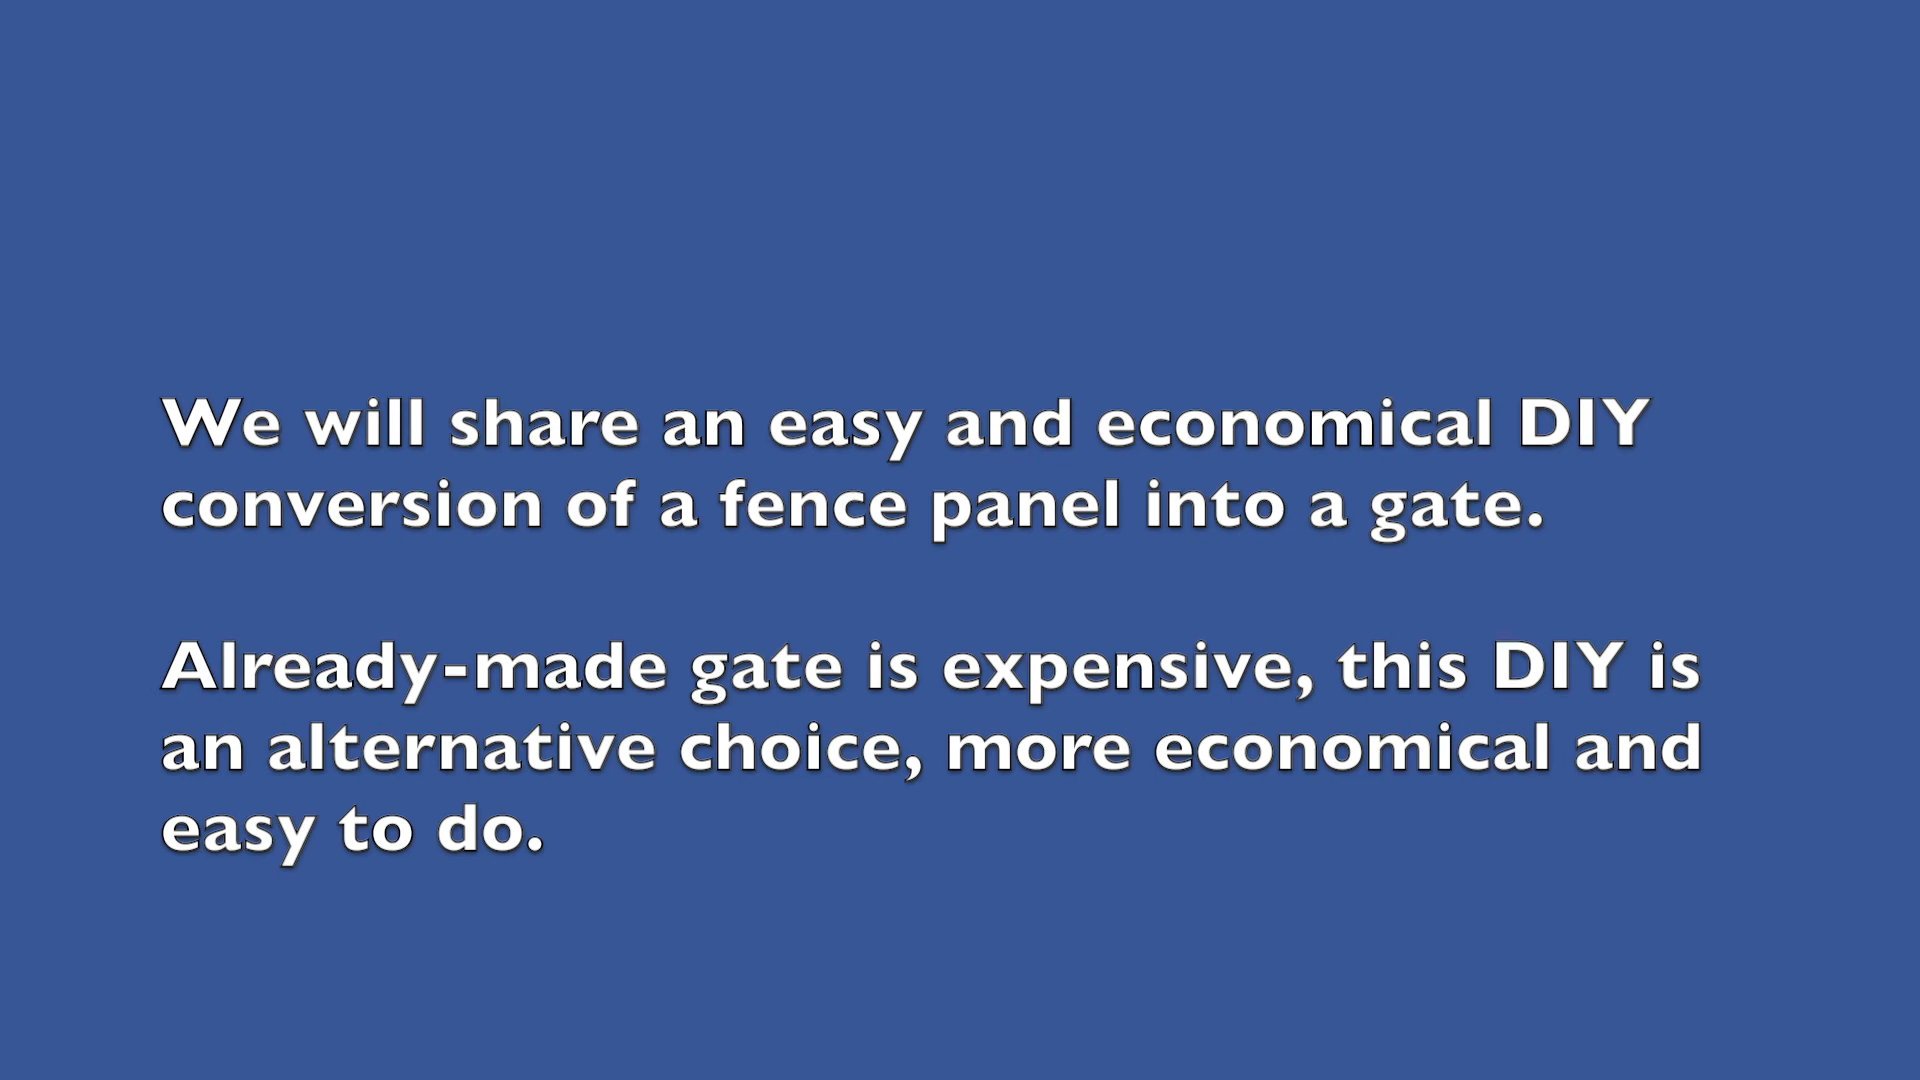 We will share an easy and economical DIY
conversion of a fence panel into a gate.
Already-made gate is expensive, this DIY is
an alternative choice, more economical and
easy to do.